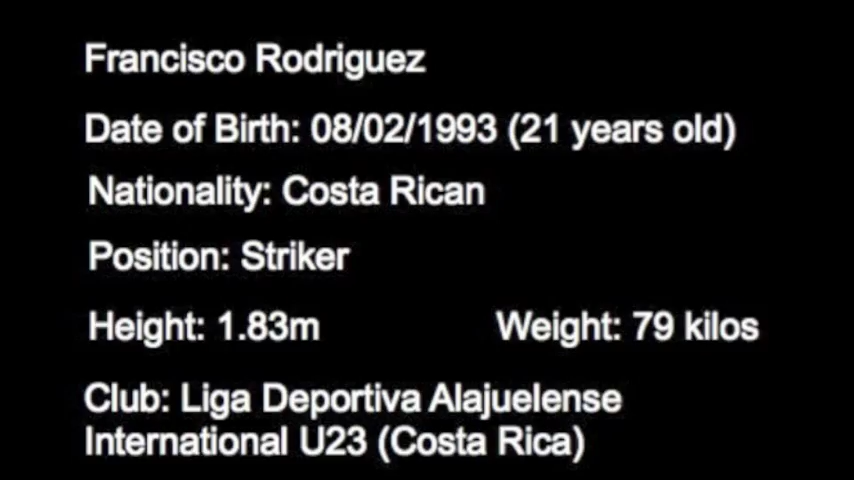 Francisco Rodriguez
Date of Birth: 08/02/1993 (21 years old)
Nationality: Costa Rican
Position: Striker
Height: 1.83m Weight: 79 kilos
Club: Liga Deportiva Alajuelense
International U23 (Costa Rica)